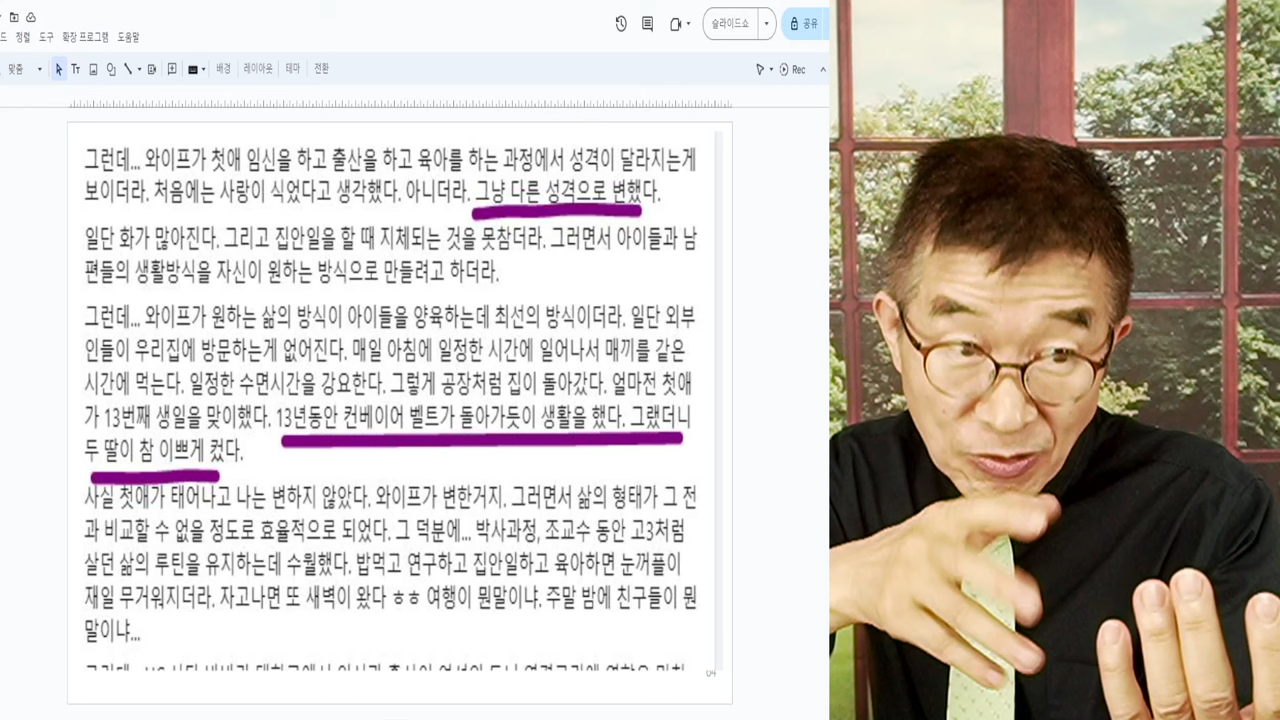 드 정렬 도구 확장 프로그램 도움말
슬라이드쇼
공유
맞춤
Tт
배경
레이아웃
테마
전환
Rec
그런데... 와이프가 첫애 임신을 하고 출산을 하고 육아를 하는 과정에서 성격이 달라지는게
보이더라. 처음에는 사랑이 식었다고 생각했다. 아니더라. 그냥 다른 성격으로 변했다.
일단 화가 많아진다. 그리고 집안일을 할 때 지체되는 것을 못참더라. 그러면서 아이들과 남
편들의 생활방식을 자신이 원하는 방식으로 만들려고 하더라.
그런데... 와이프가 원하는 삶의 방식이 아이들을 양육하는데 최선의 방식이더라. 일단 외부
인들이 우리집에 방문하는게 없어진다. 매일 아침에 일정한 시간에 일어나서 매끼를 같은
시간에 먹는다. 일정한 수면시간을 강요한다. 그렇게 공장처럼 집이 돌아갔다. 얼마전 첫애
가 13번째 생일을 맞이했다. 13년동안 컨베이어 벨트가 돌아가듯이 생활을 했다. 그랬더니
두 딸이 참 이쁘게 컸다.
사실 첫애가 태어나고 나는 변하지 않았다. 와이프가 변한거지. 그러면서 삶의 형태가 그 전
과 비교할 수 없을 정도로 효율적으로 되었다. 그 덕분에... 박사과정, 조교수 동안 고3처럼
살던 삶의 루틴을 유지하는데 수월했다. 밥먹고 연구하고 집안일하고 육아하면 눈꺼풀이
재일 무거워지더라. 자고나면 또 새벽이 왔다 ㅎㅎ 여행이 뭔말이냐. 주말 밤에 친구들이 뭔
말이냐...
64